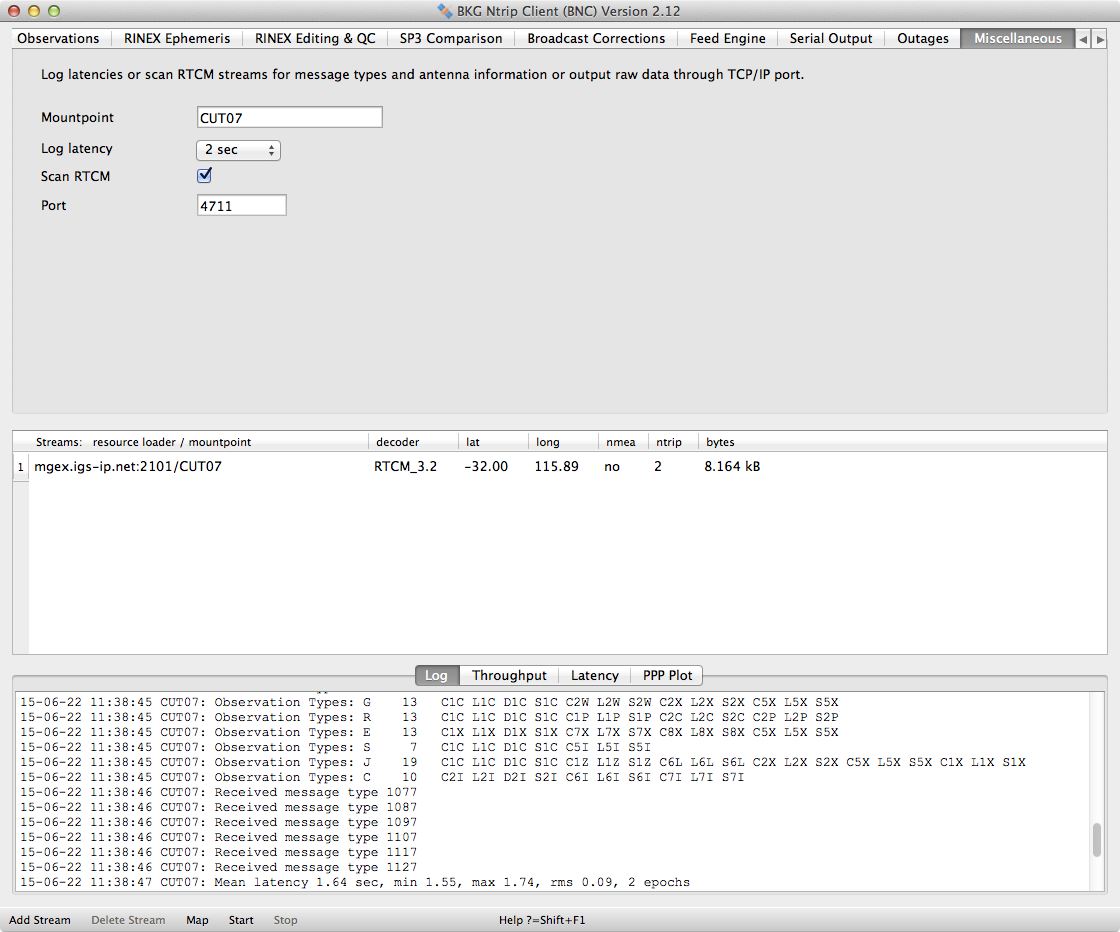 BKG Ntrip Client (BNC) Version 2.12
Observations RINEX Ephemeris RINEX Editing & QC SP3 Comparison Broadcast Corrections Feed Engine Serial Output Outages Miscellaneous
Log latencies or scan RTCM streams for message types and antenna information or output raw data through TCP/IP port.
Mountpoint CUT07
Log latency 2 sec
Scan RTCM
Port 4711
Streams: resource loader / mountpoint decoder lat long nmea ntrip bytes
1 mgex.igs-ip.net:2101/CUT07 RTCM_3.2 -32.00 115.89 no 2 8.164 kB
Log Throughput Latency PPP Plot
15-06-22 11:38:45 CUT07: Observation Types: G 13 C1C L1C D1C S1C C2W L2W S2W C2X L2X S2X C5X L5X S5X
15-06-22 11:38:45 CUT07: Observation Types: R 13 C1C L1C D1C S1C C1P L1P S1P C2C L2C S2C C2P L2P S2P
15-06-22 11:38:45 CUT07: Observation Types: E 13 C1X L1X D1X S1X C7X L7X S7X C8X L8X S8X C5X L5X S5X
15-06-22 11:38:45 CUT07: Observation Types: S 7 C1C L1C D1C S1C C5I L5I S5I
15-06-22 11:38:45 CUT07: Observation Types: J 19 C1C L1C D1C S1C C1Z L1Z S1Z C6L L6L S6L C2X L2X S2X C5X L5X S5X C1X L1X S1X
15-06-22 11:38:45 CUT07: Observation Types: C 10 C2I L2I D2I S2I C6I L6I S6I C7I L7I S7I
15-06-22 11:38:46 CUT07: Received message type 1077
15-06-22 11:38:46 CUT07: Received message type 1087
15-06-22 11:38:46 CUT07: Received message type 1097
15-06-22 11:38:46 CUT07: Received message type 1107
15-06-22 11:38:46 CUT07: Received message type 1117
15-06-22 11:38:46 CUT07: Received message type 1127
15-06-22 11:38:47 CUT07: Mean latency 1.64 sec, min 1.55, max 1.74, rms 0.09, 2 epochs
Add Stream Delete Stream Map Start Stop Help ?=Shift+F1